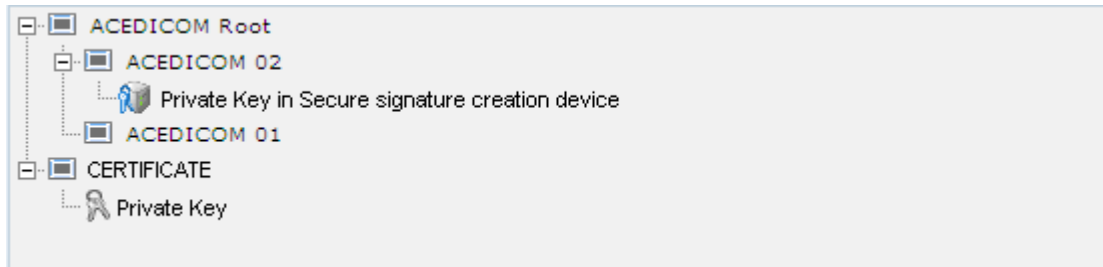 ACEDICOM Root
ACEDICOM 02
Private Key in Secure signature creation device
ACEDICOM 01
CERTIFICATE
Private Key